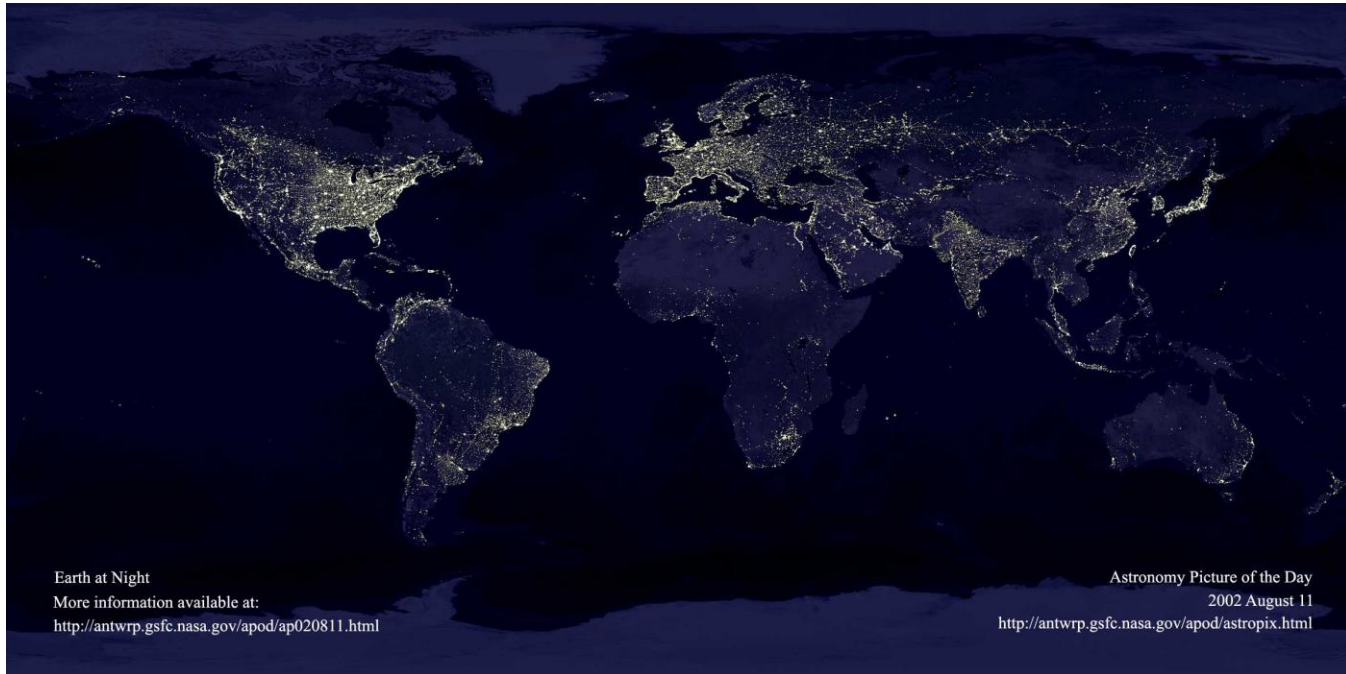 Earth at Night
More information available at:
http://antwrp.gsfc.nasa.gov/apod/ap020811.html
Astronomy Picture of the Day
2002 August 11
http://antwrp.gsfc.nasa.gov/apod/astropix.html